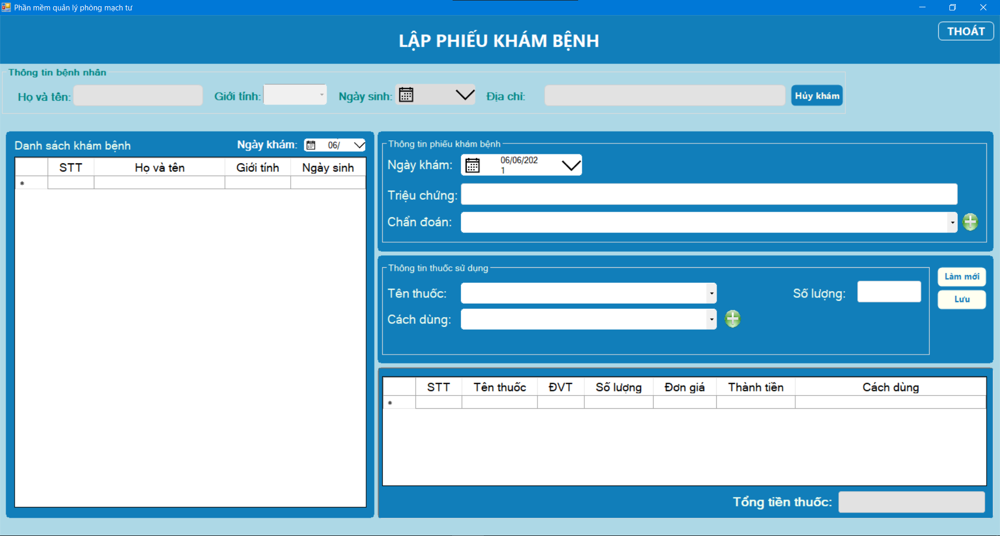 Phần mềm quản lý phòng mạch tư
LẬP PHIẾU KHÁM BỆNH
THOÁT
Thông tin bệnh nhân
Họ và tên:
Giới tính:
Ngày sinh:
Địa chỉ:
Hủy khám
Danh sách khám bệnh
Ngày khám:
06/
STT Họ và tên Giới tính Ngày sinh
*
Thông tin phiếu khám bệnh
Ngày khám:
06/06/202
1
Triệu chứng:
Chẩn đoán:
Thông tin thuốc sử dụng
Tên thuốc:
Số lượng:
Cách dùng:
Làm mới
Lưu
STT Tên thuốc ĐVT Số lượng Đơn giá Thành tiền Cách dùng
*
Tổng tiền thuốc: